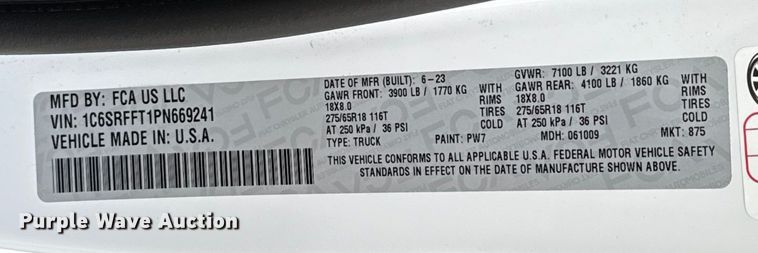 MFD BY: FCA US LLC
VIN: 1C6SRFFT1PN669241
VEHICLE MADE IN U.S.A.
DATE OF MFR (BUILT): 6-23
GAWR FRONT: 3900 LB / 1770 KG WITH
18X8.0 RIMS
275/65R18 116T TIRES
AT 250 kPa / 36 PSI COLD
TYPE: TRUCK PAINT: PW7
GVWR: 7100 LB / 3221 KG
GAWR REAR: 4100 LB / 1860 KG WITH
18X8.0 RIMS
275/65R18 116T TIRES
AT 250 kPa / 36 PSI COLD
MDH: 061009 MKT: 875
THIS VEHICLE CONFORMS TO ALL APPLICABLE U.S.A. FEDERAL MOTOR VEHICLE SAFETY
STANDARDS IN EFFECT ON THE DATE OF MANUFACTURE SHOWN ABOVE.
Purple Wave Auction